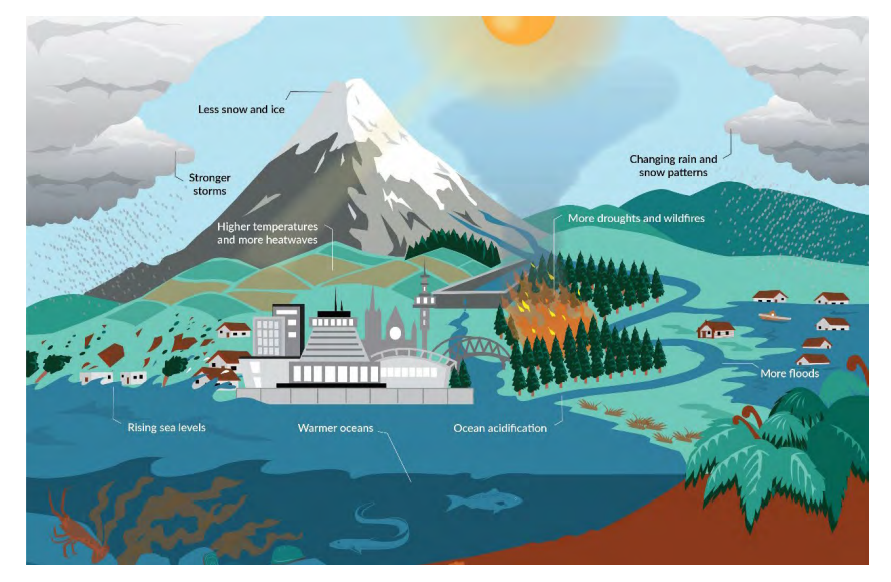 Less snow and ice
Stronger
storms
Changing rain and
snow patterns
Higher temperatures
and more heatwaves
More droughts and wildfires
More floods
Rising sea levels
Warmer oceans
Ocean acidification